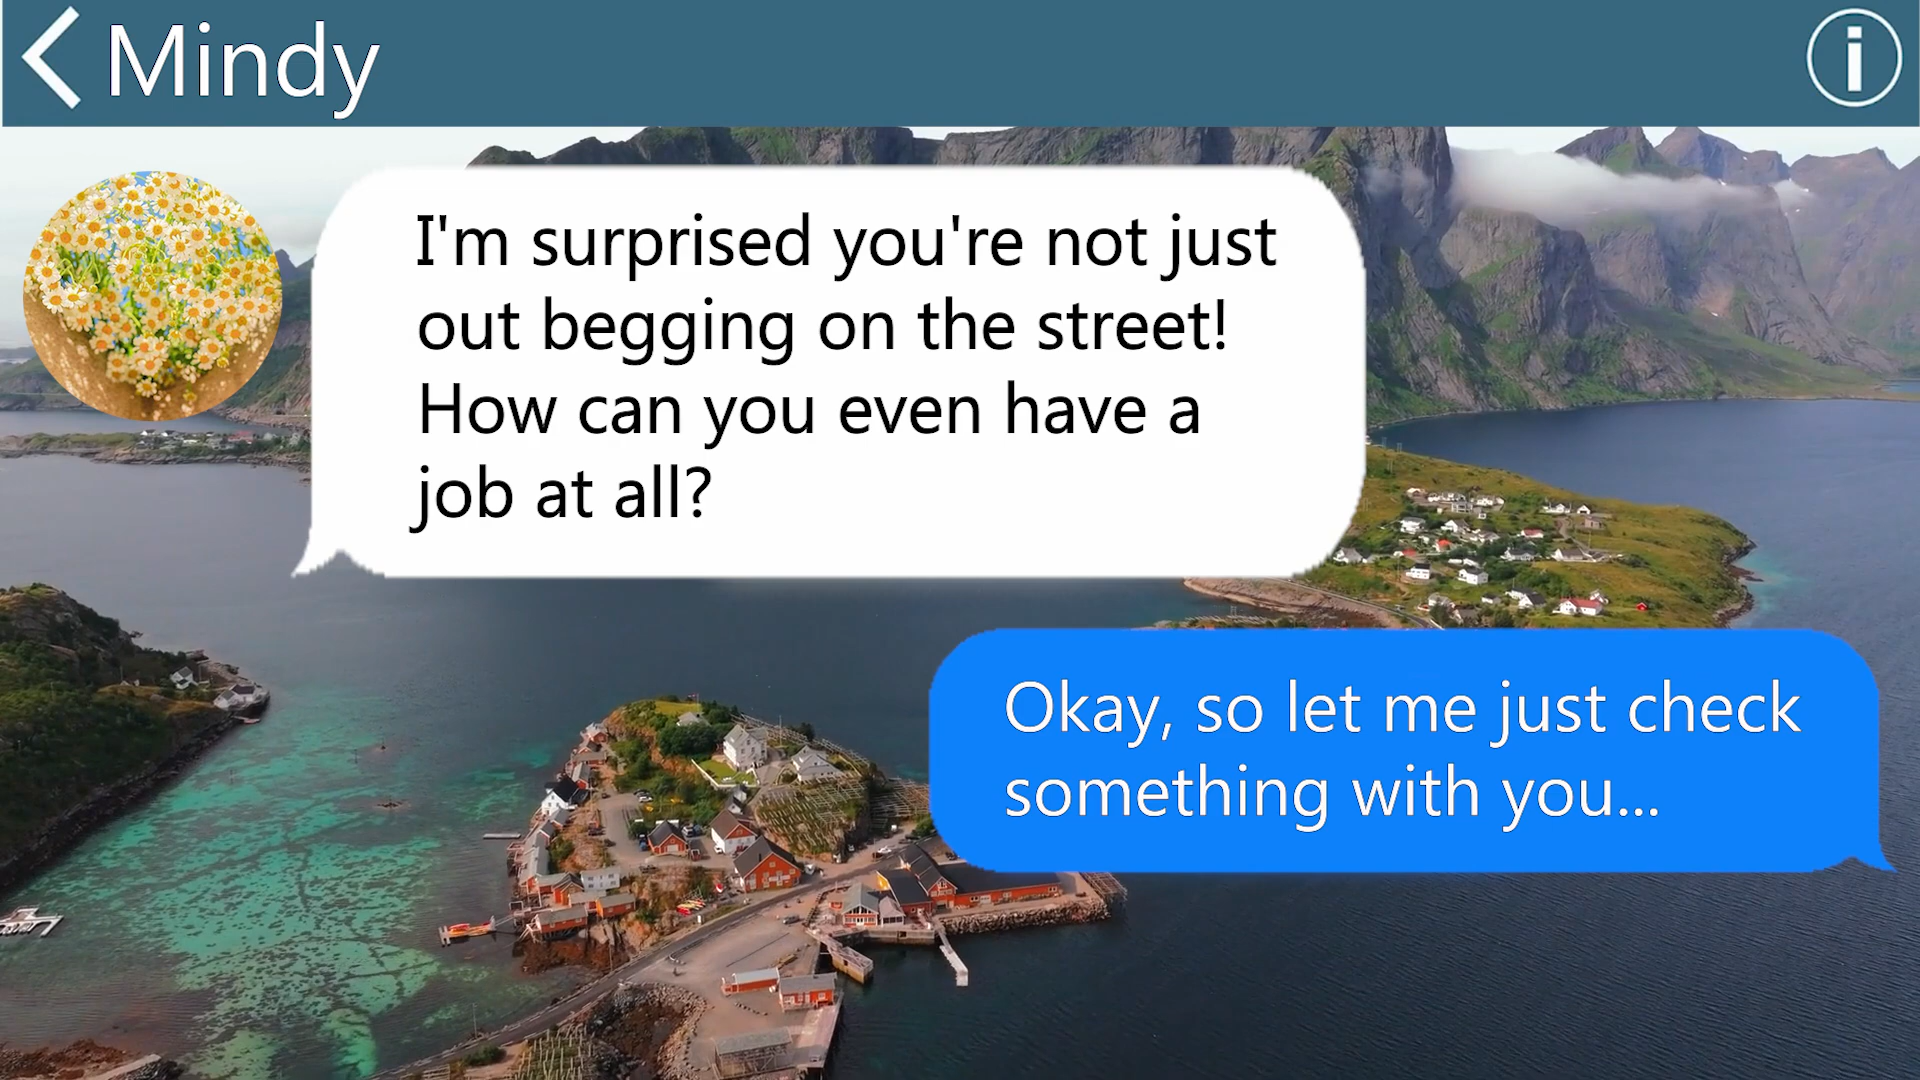 Mindy
I'm surprised you're not just
out begging on the street!
How can you even have a
job at all?
Okay, so let me just check
something with you...